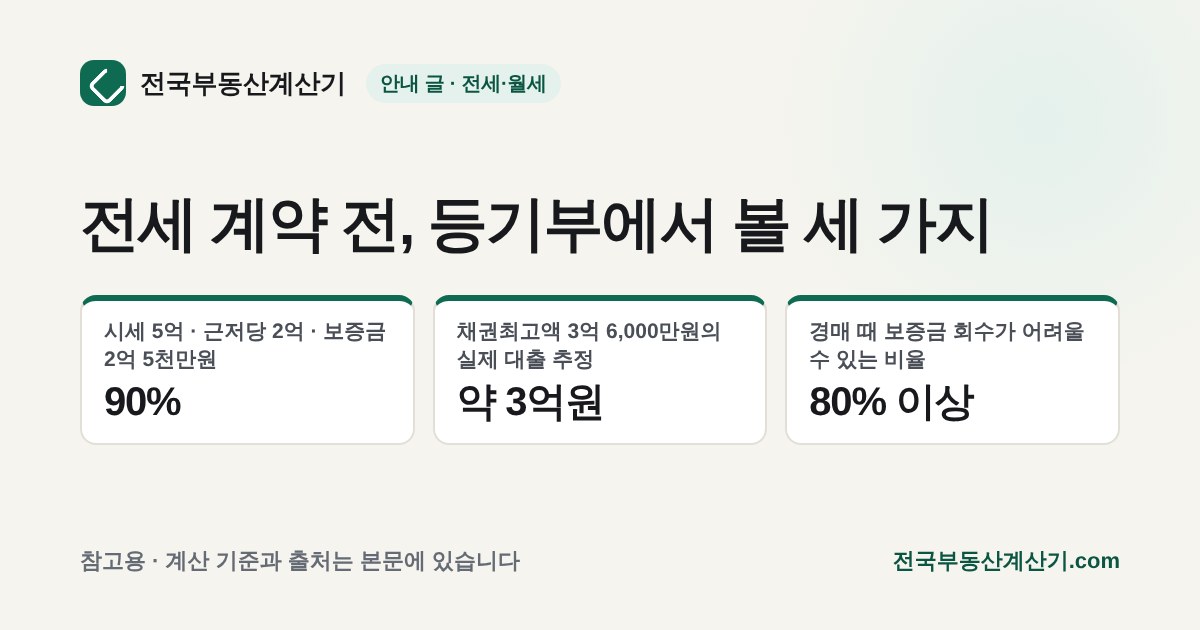 전국부동산계산기
안내 글 · 전세·월세
전세 계약 전, 등기부에서 볼 세 가지
시세 5억 · 근저당 2억 · 보증금
2억 5천만원
90%
채권최고액 3억 6,000만원의
실제 대출 추정
약 3억원
경매 때 보증금 회수가 어려울
수 있는 비율
80% 이상
참고용 · 계산 기준과 출처는 본문에 있습니다
전국부동산계산기.com